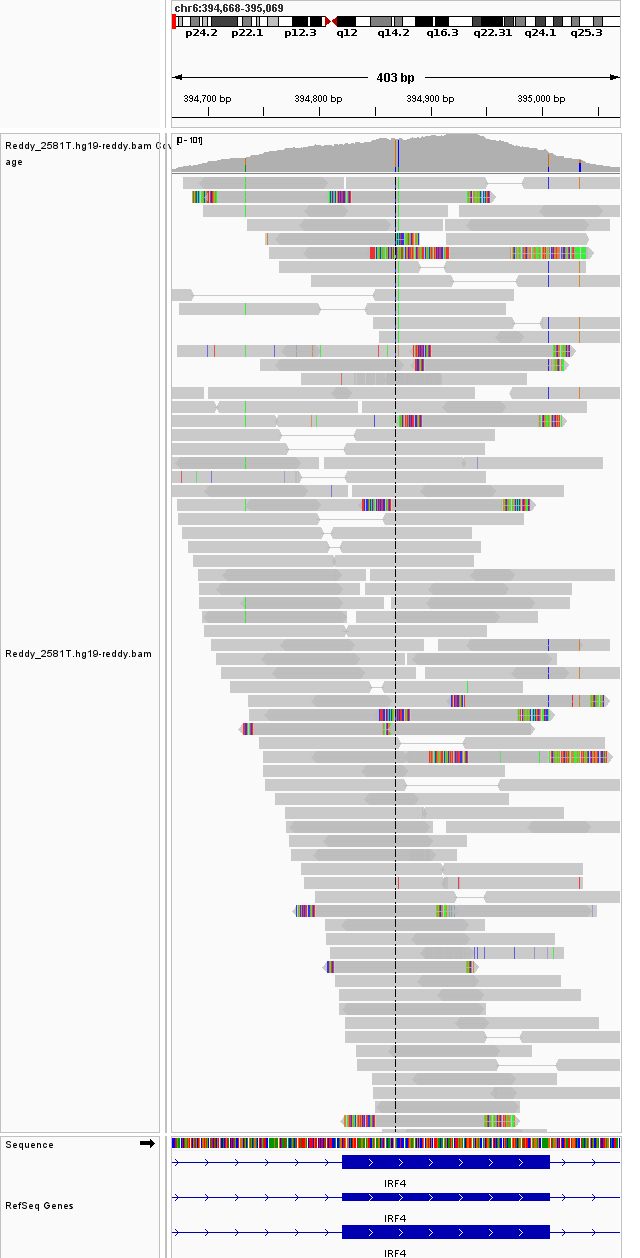 chr6:394,668-395,069
p24.2 p22.1 p12.3 q12 q14.2 q16.3 q22.31 q24.1 q25.3
403 bp
394,700 bp 394,800 bp 394,900 bp 395,000 bp
Reddy_2581T.hg19-reddy.bam Cov
age
[0 - 101]
Reddy_2581T.hg19-reddy.bam
Sequence
IRF4
RefSeq Genes
IRF4
IRF4